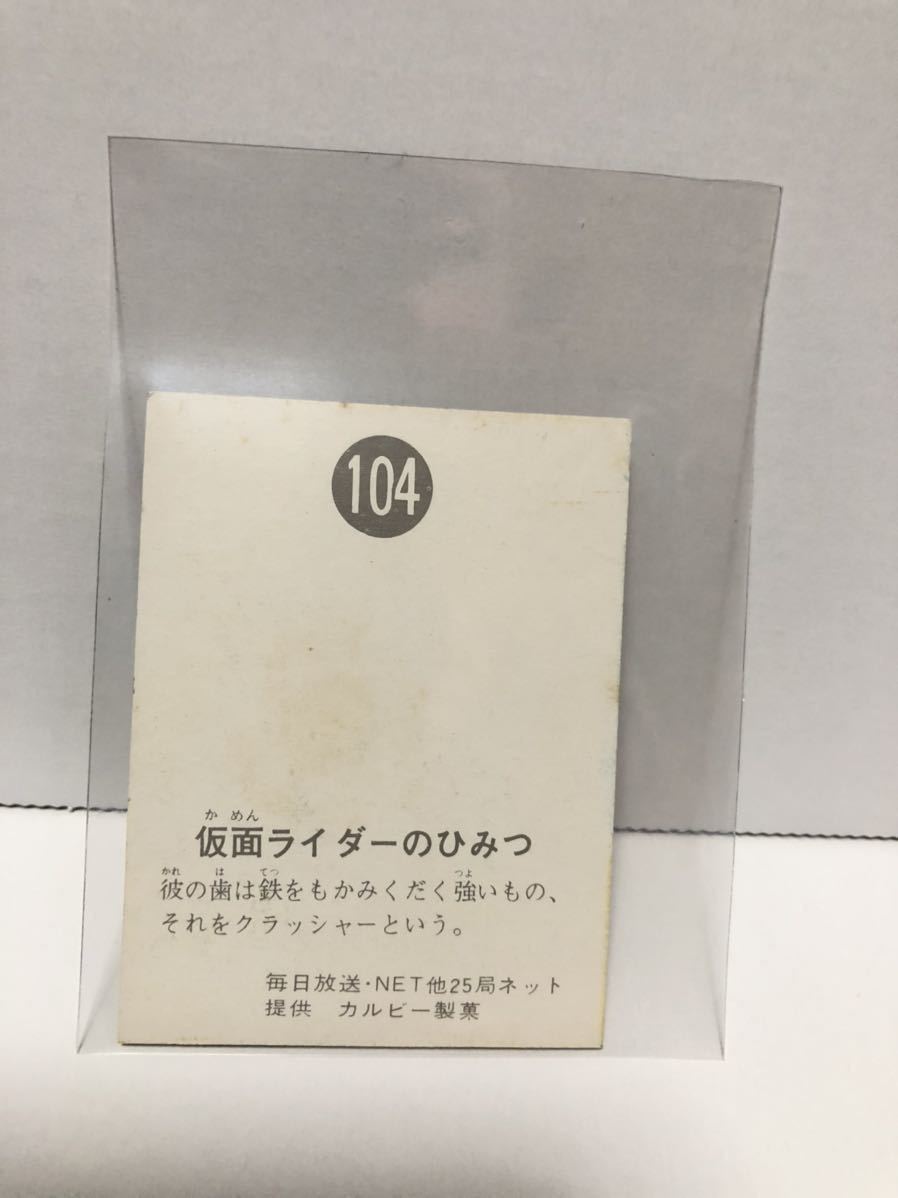 104
か めん
仮面ライダーのひみつ
かれ は てつ つよ
彼の歯は鉄をもかみくだく強いもの、
それをクラッシャーという。
毎日放送・NET他25局ネット
提供 カルビー製菓